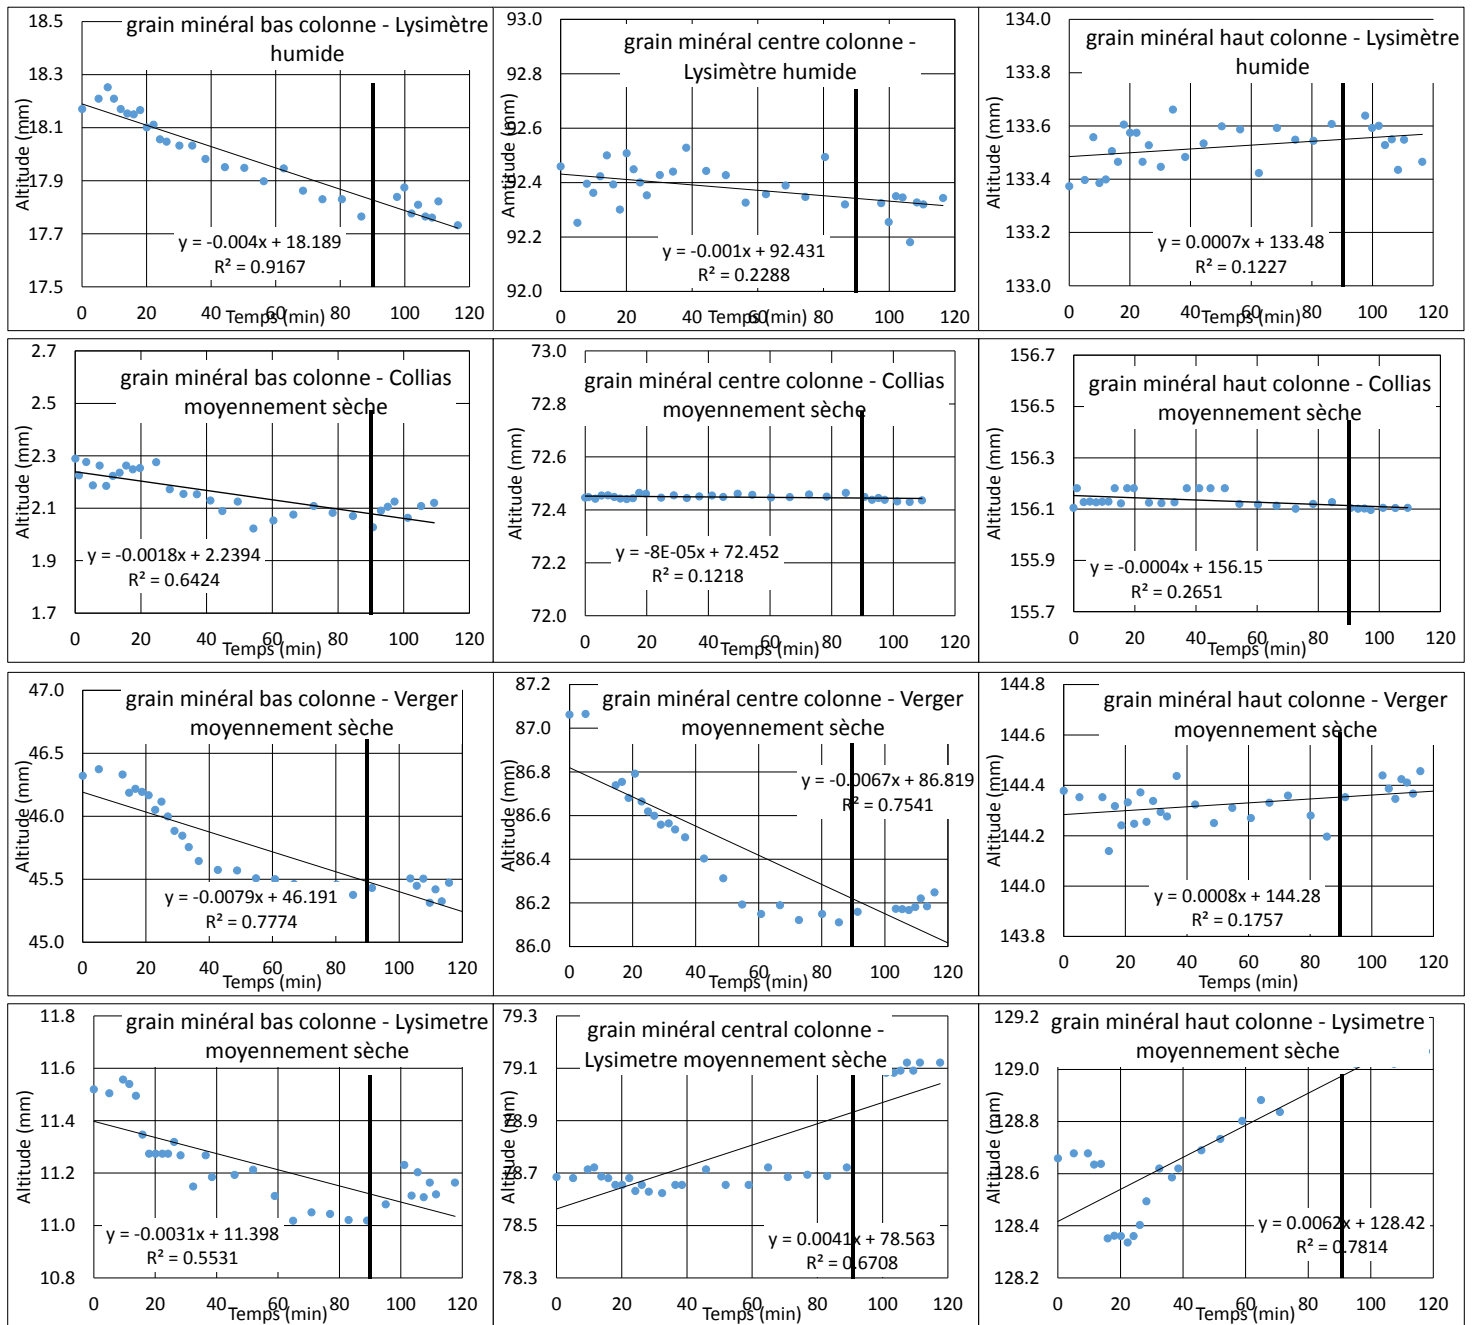 grain minéral bas colonne - Lysimètre
humide
Altitude (mm)
18.5
18.3
18.1
17.9
17.7
17.5
y = -0.004x + 18.189
R² = 0.9167
0 20 40 60 80 100 120
Temps (min)
grain minéral centre colonne -
Lysimètre humide
Amtitude (mm)
93.0
92.8
92.6
92.4
92.2
92.0
y = -0.001x + 92.431
R² = 0.2288
0 20 40 60 80 100 120
Temps (min)
grain minéral haut colonne - Lysimètre
humide
Altitude (mm)
134.0
133.8
133.6
133.4
133.2
133.0
y = 0.0007x + 133.48
R² = 0.1227
0 20 40 60 80 100 120
Temps (min)
grain minéral bas colonne - Collias
moyennement sèche
Altitude (mm)
2.7
2.5
2.3
2.1
1.9
1.7
y = -0.0018x + 2.2394
R² = 0.6424
0 20 40 60 80 100 120
Temps (min)
grain minéral centre colonne - Collias
moyennement sèche
Altitude (mm)
73.0
72.8
72.6
72.4
72.2
72.0
y = -8E-05x + 72.452
R² = 0.1218
0 20 40 60 80 100 120
Temps (min)
grain minéral haut colonne - Collias
moyennement sèche
Altitude (mm)
156.7
156.5
156.3
156.1
155.9
155.7
y = -0.0004x + 156.15
R² = 0.2651
0 20 40 60 80 100 120
Temps (min)
grain minéral bas colonne - Verger
moyennement sèche
Altitude (mm)
47.0
46.5
46.0
45.5
45.0
y = -0.0079x + 46.191
R² = 0.7774
0 20 40 60 80 100 120
Temps (min)
grain minéral centre colonne - Verger
moyennement sèche
Altitude (mm)
87.2
87.0
86.8
86.6
86.4
86.2
86.0
y = -0.0067x + 86.819
R² = 0.7541
0 20 40 60 80 100 120
Temps (min)
grain minéral haut colonne - Verger
moyennement sèche
Altitude (mm)
144.8
144.6
144.4
144.2
144.0
143.8
y = 0.0008x + 144.28
R² = 0.1757
0 20 40 60 80 100 120
Temps (min)
grain minéral bas colonne - Lysimetre
moyennement sèche
Altitude (mm)
11.8
11.6
11.4
11.2
11.0
10.8
y = -0.0031x + 11.398
R² = 0.5531
0 20 40 60 80 100 120
Temps (min)
grain minéral central colonne -
Lysimetre moyennement sèche
Altitude (mm)
79.3
79.1
78.9
78.7
78.5
78.3
y = 0.0041x + 78.563
R² = 0.6708
0 20 40 60 80 100 120
Temps (min)
grain minéral haut colonne - Lysimetre
moyennement sèche
Altitude (mm)
129.2
129.0
128.8
128.6
128.4
128.2
y = 0.0062x + 128.42
R² = 0.7814
0 20 40 60 80 100 120
Temps (min)